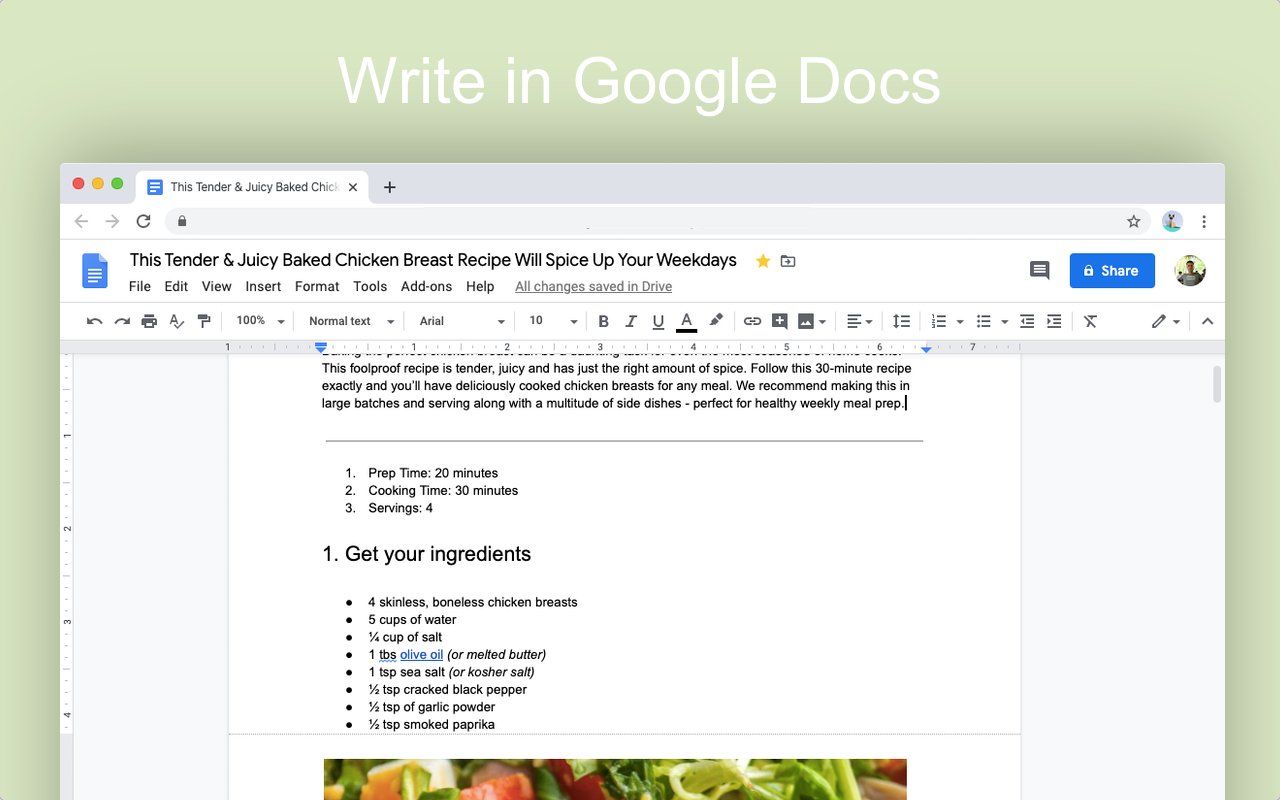 Write in Google Docs
This Tender & Juicy Baked Chick
This Tender & Juicy Baked Chicken Breast Recipe Will Spice Up Your Weekdays
File Edit View Insert Format Tools Add-ons Help All changes saved in Drive
Share
100% Normal text Arial 10 B I U A
1 1 2 3 4 5 6 7
This foolproof recipe is tender, juicy and has just the right amount of spice. Follow this 30-minute recipe
exactly and you'll have deliciously cooked chicken breasts for any meal. We recommend making this in
large batches and serving along with a multitude of side dishes - perfect for healthy weekly meal prep.
1. Prep Time: 20 minutes
2. Cooking Time: 30 minutes
3. Servings: 4
1. Get your ingredients
● 4 skinless, boneless chicken breasts
● 5 cups of water
● ¼ cup of salt
● 1 tbs olive oil (or melted butter)
● 1 tsp sea salt (or kosher salt)
● ½ tsp cracked black pepper
● ½ tsp of garlic powder
● ½ tsp smoked paprika
1
2
3
4